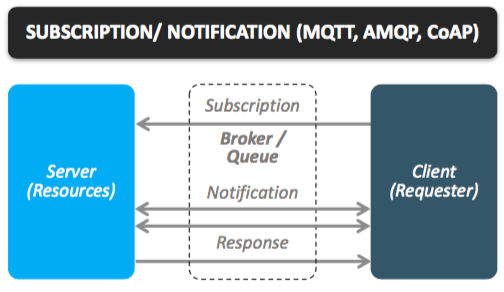 SUBSCRIPTION/ NOTIFICATION (MQTT, AMQP, CoAP)
Subscription
Broker /
Queue
Server
(Resources)
Client
(Requester)
Notification
Response